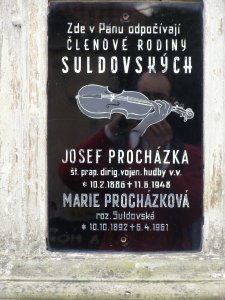 Zde v Pánu odpočívají
ČLENOVÉ RODINY
SULDOVSKÝCH
JOSEF PROCHÁZKA
št. prap. dirig. vojen. hudby v.v.
* 10.2.1886 + 11.6.1948
MARIE PROCHÁZKOVÁ
roz. Suldovská
* 10.10.1892 + 6.4.1961